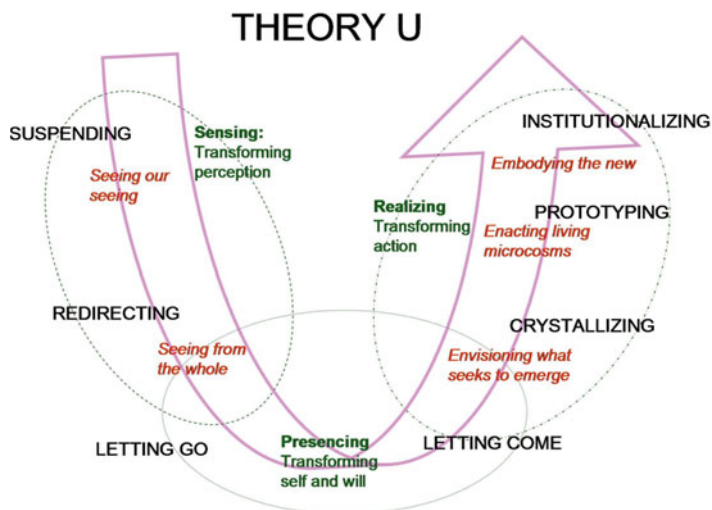 THEORY U
SUSPENDING
Seeing our
seeing
Sensing:
Transforming
perception
REDIRECTING
Seeing from
the whole
LETTING GO
Presencing
Transforming
self and will
LETTING COME
CRYSTALLIZING
Envisioning what
seeks to emerge
Realizing
Transforming
action
PROTOTYPING
Enacting living
microcosms
INSTITUTIONALIZING
Embodying the new